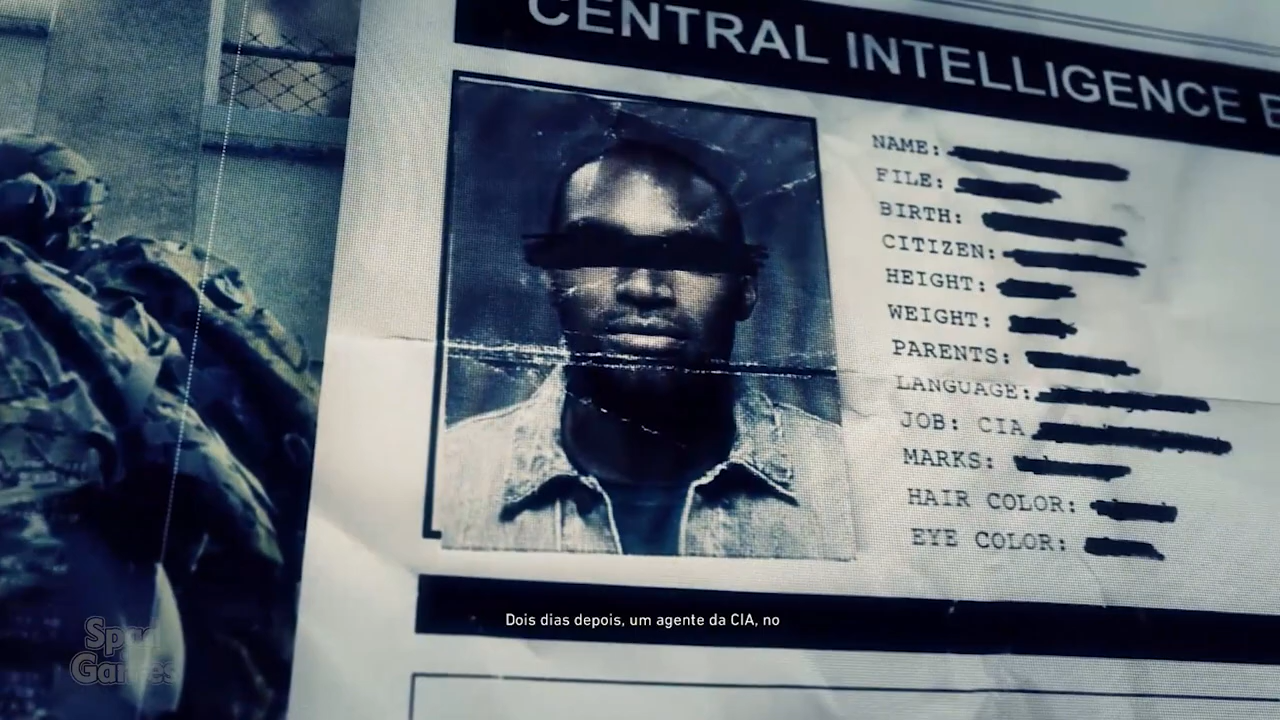 CENTRAL INTELLIGENCE
NAME:
FILE:
BIRTH:
CITIZEN:
HEIGHT:
WEIGHT:
PARENTS:
LANGUAGE:
JOB: CIA
MARKS:
HAIR COLOR:
EYE COLOR:
Dois dias depois, um agente da CIA, no
Games